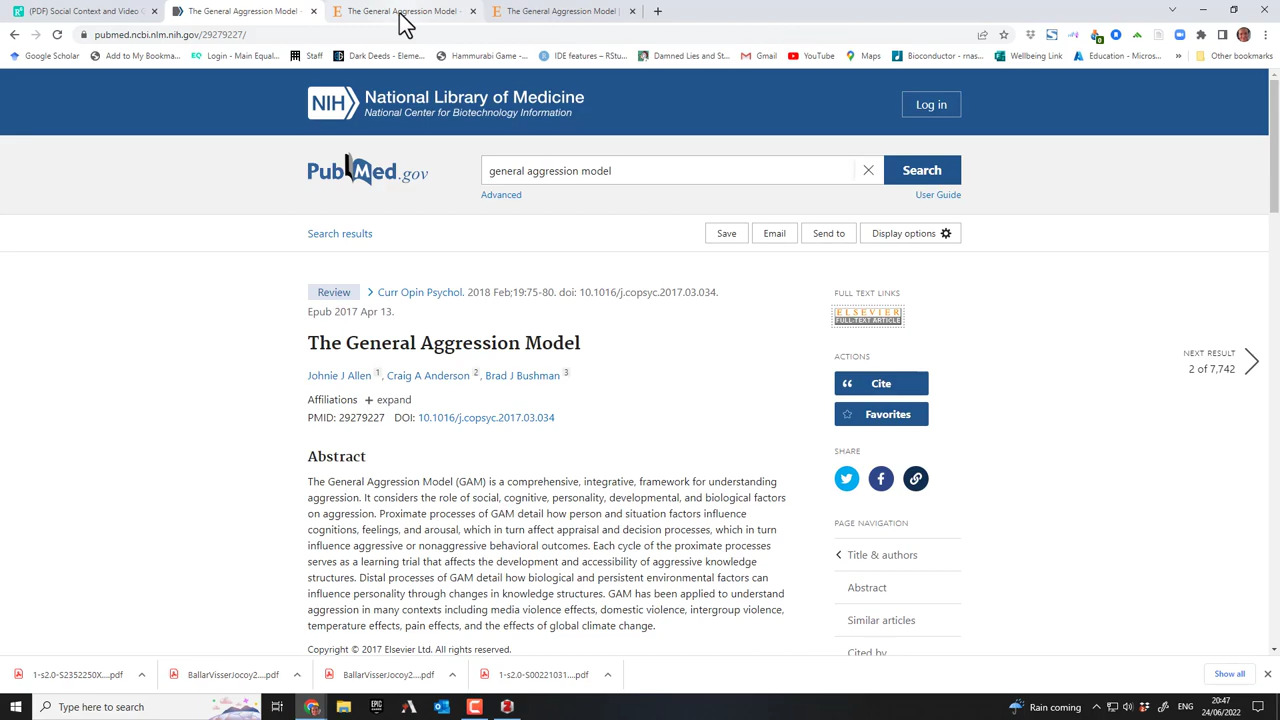 (PDF) Social Context and Video G
The General Aggression Model -
The General Aggression Model -
The General Aggression Model |
pubmed.ncbi.nlm.nih.gov/29279227/
Google Scholar
Add to My Bookma...
Login - Main Equal...
Staff
Dark Deeds - Eleme...
Hammurabi Game -...
IDE features – RStu...
Damned Lies and St...
Gmail
YouTube
Maps
Bioconductor - rnas...
Wellbeing Link
Education - Micros...
»
Other bookmarks
NIH
National Library of Medicine
National Center for Biotechnology Information
Log in
PubMed.gov
general aggression model
Search
Advanced
User Guide
Search results
Save
Email
Send to
Display options
Review
Curr Opin Psychol. 2018 Feb;19:75-80. doi: 10.1016/j.copsyc.2017.03.034.
Epub 2017 Apr 13.
The General Aggression Model
Johnie J Allen 1, Craig A Anderson 2, Brad J Bushman 3
Affiliations + expand
PMID: 29279227 DOI: 10.1016/j.copsyc.2017.03.034
Abstract
The General Aggression Model (GAM) is a comprehensive, integrative, framework for understanding
aggression. It considers the role of social, cognitive, personality, developmental, and biological factors
on aggression. Proximate processes of GAM detail how person and situation factors influence
cognitions, feelings, and arousal, which in turn affect appraisal and decision processes, which in turn
influence aggressive or nonaggressive behavioral outcomes. Each cycle of the proximate processes
serves as a learning trial that affects the development and accessibility of aggressive knowledge
structures. Distal processes of GAM detail how biological and persistent environmental factors can
influence personality through changes in knowledge structures. GAM has been applied to understand
aggression in many contexts including media violence effects, domestic violence, intergroup violence,
temperature effects, pain effects, and the effects of global climate change.
Copyright © 2017 Elsevier Ltd. All rights reserved.
FULL TEXT LINKS
ELSEVIER
FULL-TEXT ARTICLE
ACTIONS
Cite
Favorites
SHARE
PAGE NAVIGATION
Title & authors
Abstract
Similar articles
Cited by
NEXT RESULT
2 of 7,742
1-s2.0-S2352250X....pdf
BallarVisserJocoy2....pdf
BallarVisserJocoy2....pdf
1-s2.0-S00221031....pdf
Show all
Type here to search
EPIC
Rain coming
20:47
24/06/2022